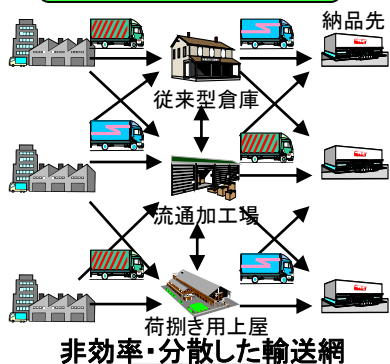 納品先
従来型倉庫
流通加工場
荷捌き用上屋
非効率・分散した輸送網